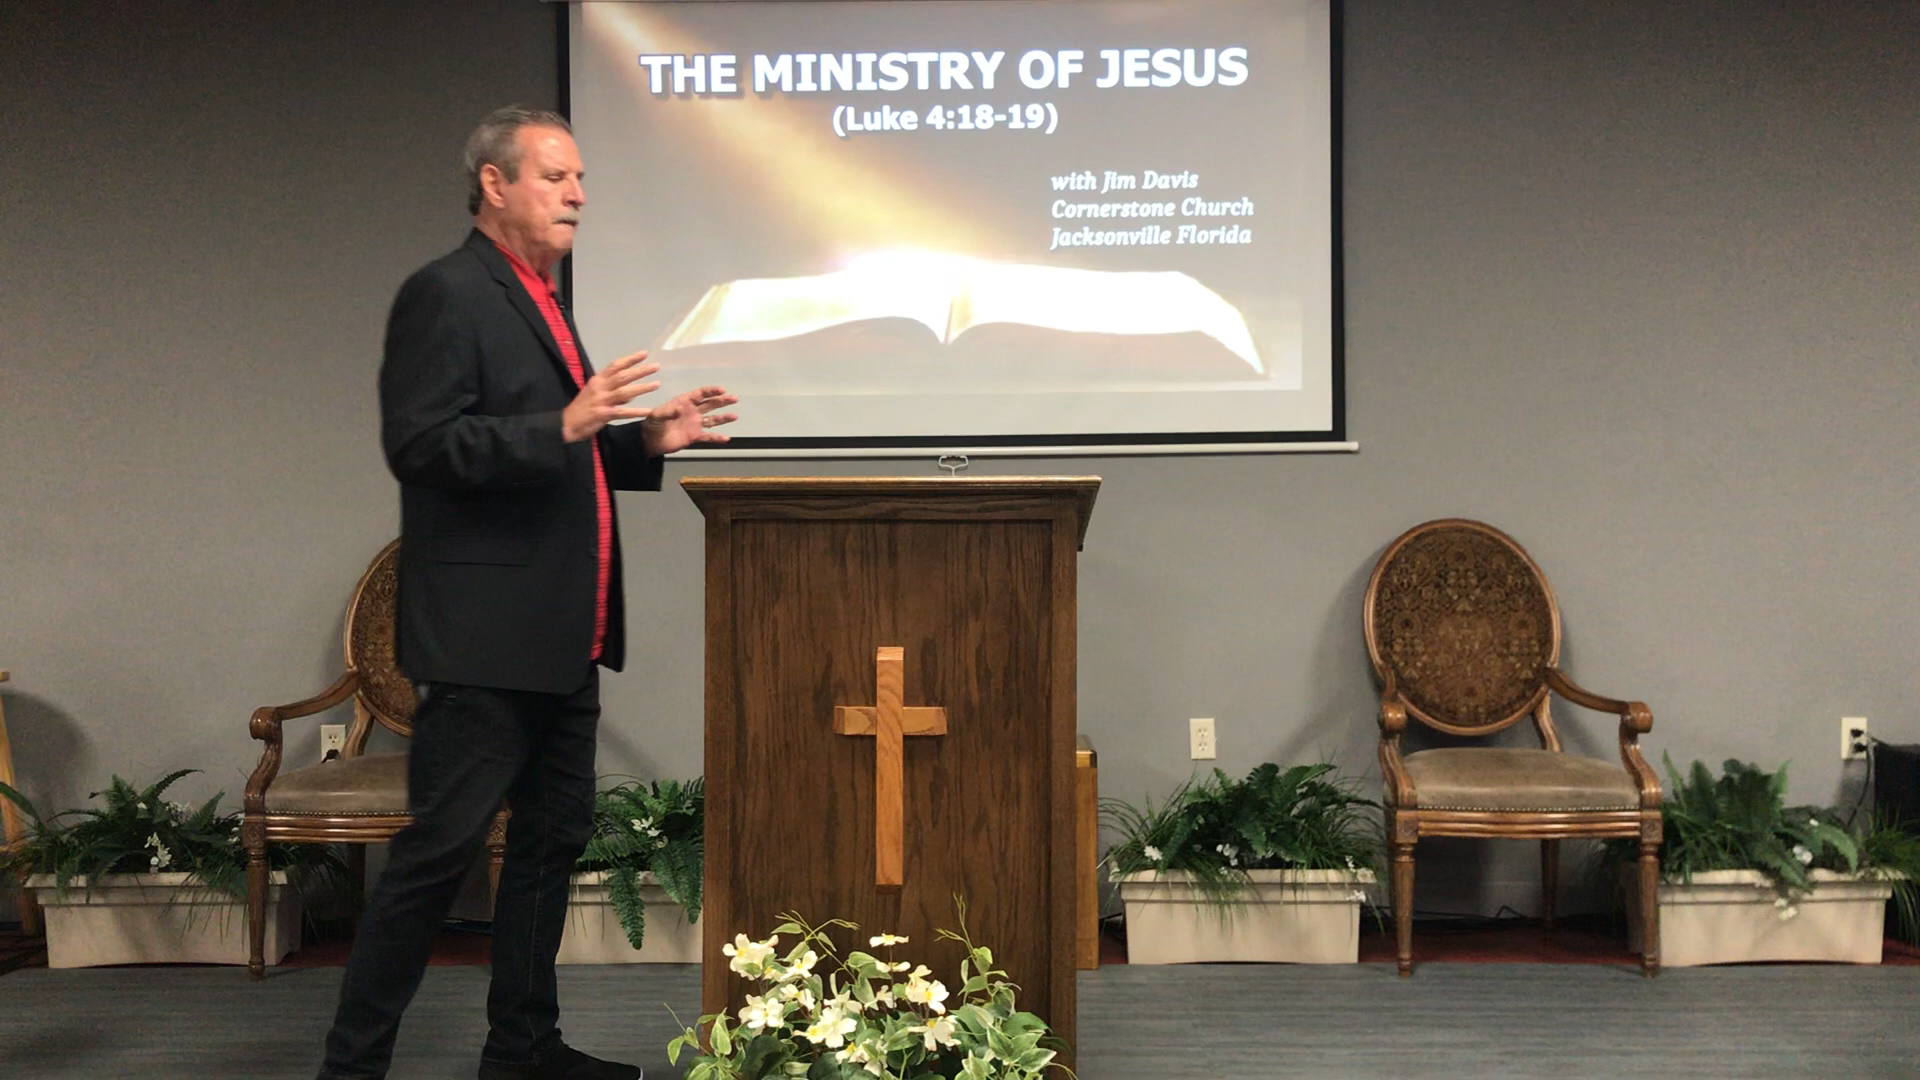 THE MINISTRY OF JESUS
(Luke 4:18-19)
with Jim Davis
Cornerstone Church
Jacksonville Florida